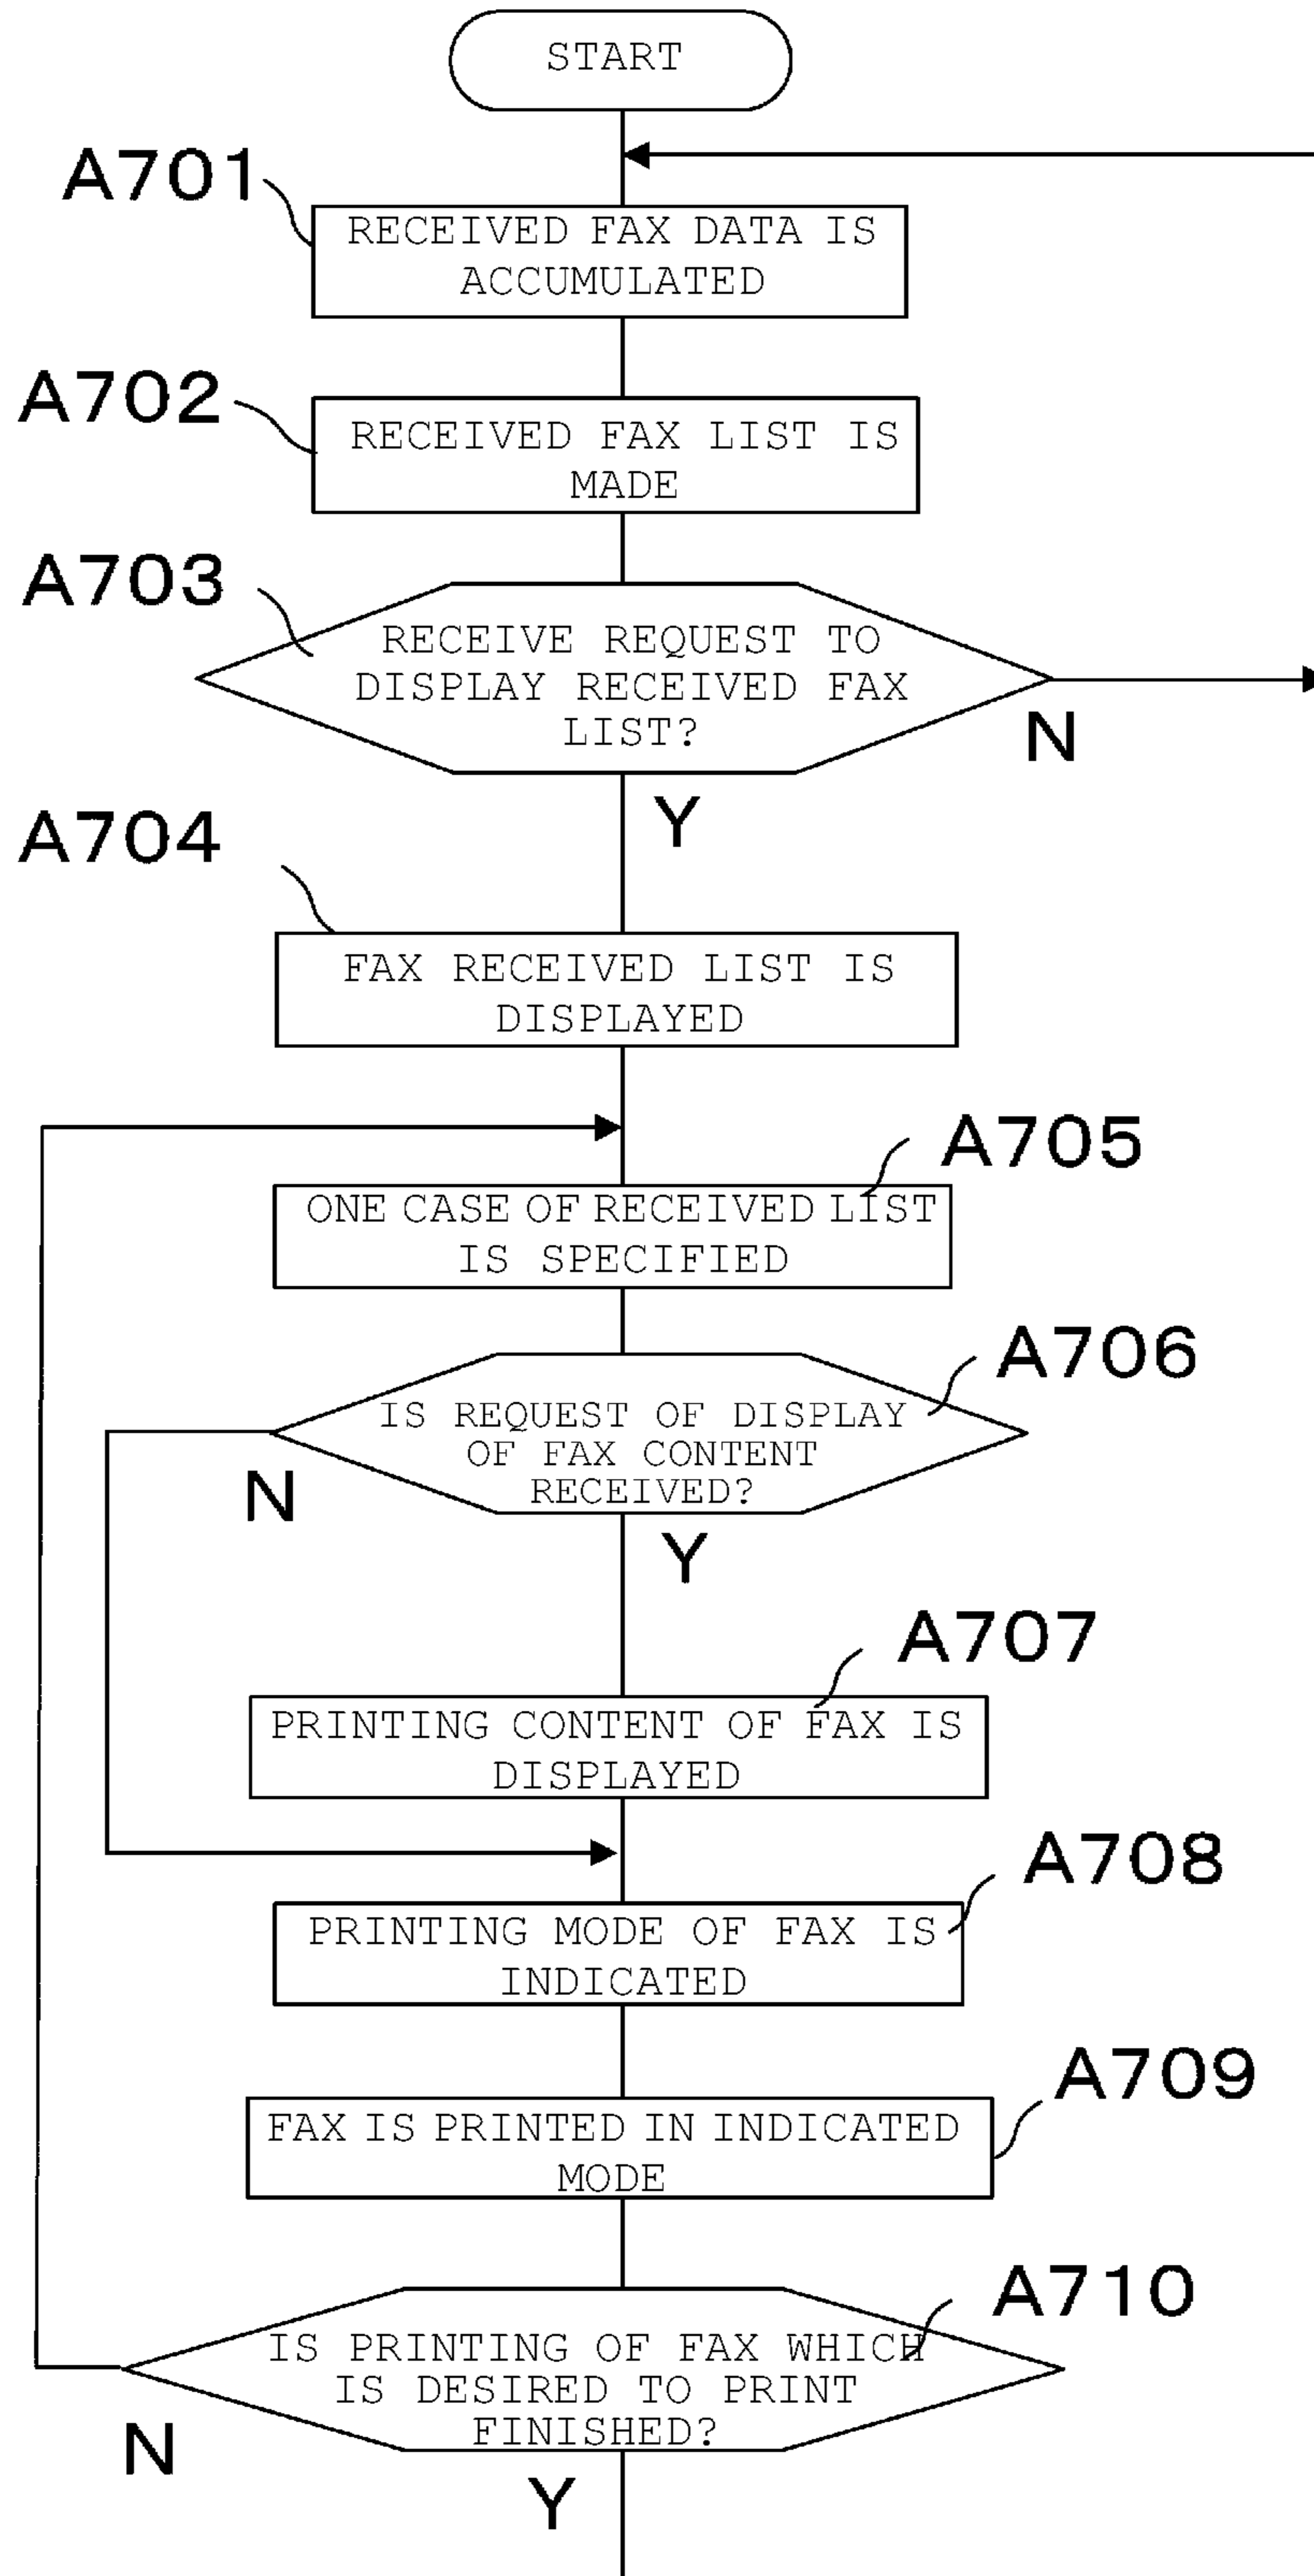 START
A701
RECEIVED FAX DATA IS
ACCUMULATED
A702
RECEIVED FAX LIST IS
MADE
A703
RECEIVE REQUEST TO
DISPLAY RECEIVED FAX
LIST?
N
Y
A704
FAX RECEIVED LIST IS
DISPLAYED
A705
ONE CASE OF RECEIVED LIST
IS SPECIFIED
A706
IS REQUEST OF DISPLAY
OF FAX CONTENT
RECEIVED?
N
Y
A707
PRINTING CONTENT OF FAX IS
DISPLAYED
A708
PRINTING MODE OF FAX IS
INDICATED
A709
FAX IS PRINTED IN INDICATED
MODE
A710
IS PRINTING OF FAX WHICH
IS DESIRED TO PRINT
FINISHED?
N
Y